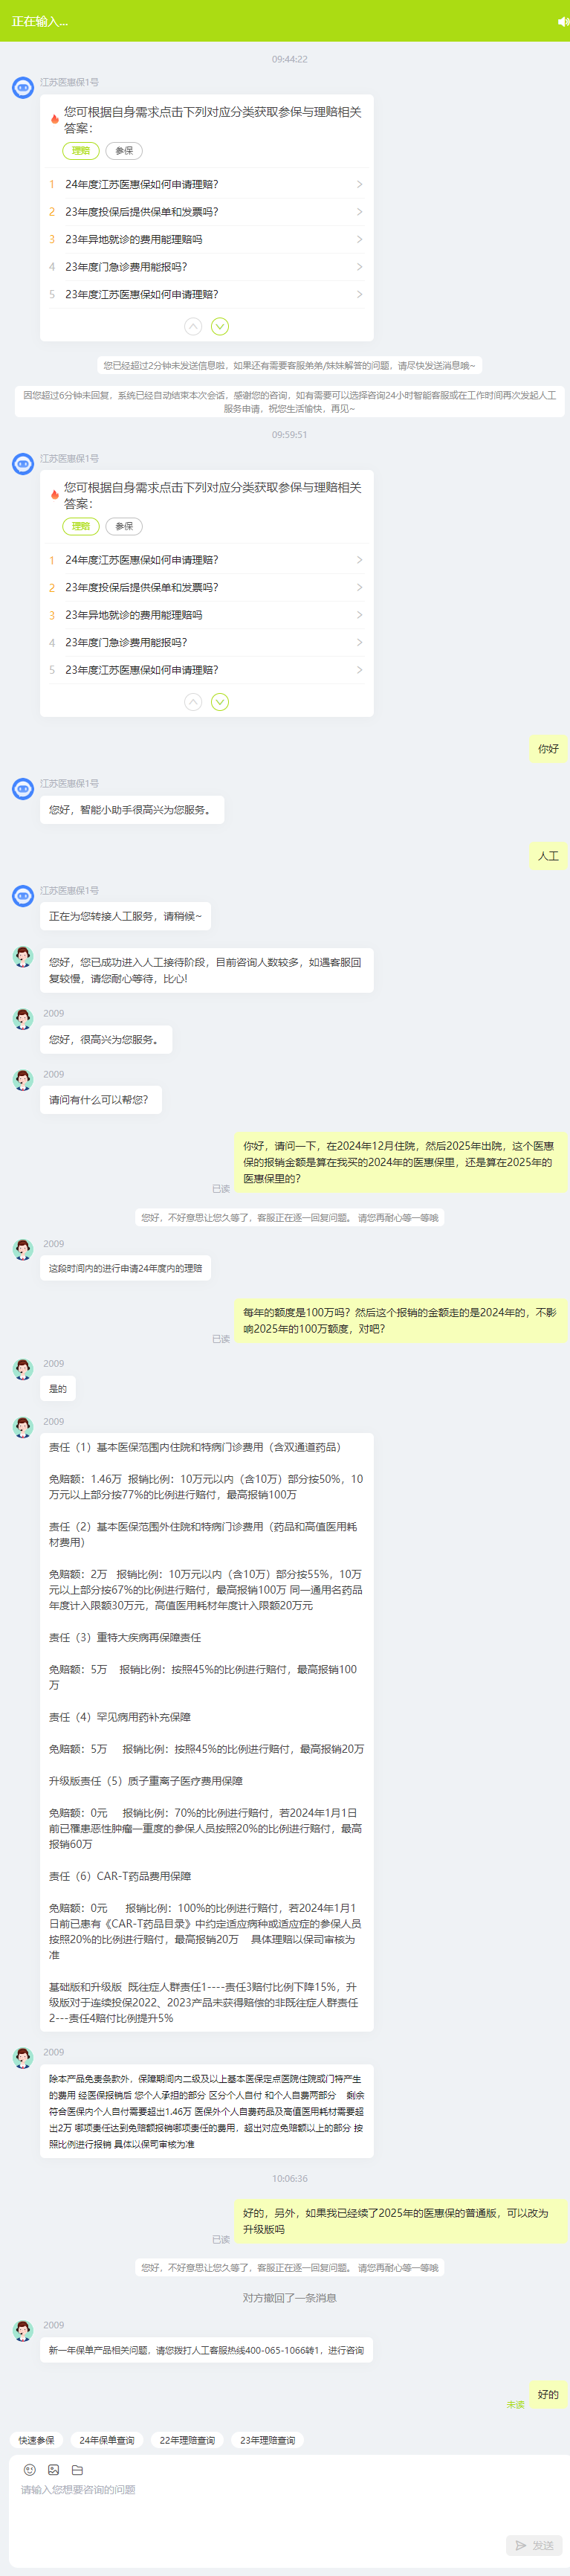 正在输入...
09:44:22
江苏医惠保1号
您可根据自身需求点击下列对应分类获取参保与理赔相关
答案：
理赔 参保
1 24年度江苏医惠保如何申请理赔？
2 23年度投保后提供保单和发票吗？
3 23年异地就诊的费用能理赔吗
4 23年度门急诊费用能报吗？
5 23年度江苏医惠保如何申请理赔？
您已经超过2分钟未发送信息啦，如果还有需要客服弟弟/妹妹解答的问题，请尽快发送消息哦~
因您超过6分钟未回复，系统已经自动结束本次会话，感谢您的咨询，如有需要可以选择咨询24小时智能客服或在工作时间再次发起人工
服务申请，祝您生活愉快，再见~
09:59:51
江苏医惠保1号
您可根据自身需求点击下列对应分类获取参保与理赔相关
答案：
理赔 参保
1 24年度江苏医惠保如何申请理赔？
2 23年度投保后提供保单和发票吗？
3 23年异地就诊的费用能理赔吗
4 23年度门急诊费用能报吗？
5 23年度江苏医惠保如何申请理赔？
你好
江苏医惠保1号
您好，智能小助手很高兴为您服务。
人工
江苏医惠保1号
正在为您转接人工服务，请稍候~
您好，您已成功进入人工接待阶段，目前咨询人数较多，如遇客服回
复较慢，请您耐心等待，比心!
2009
您好，很高兴为您服务。
2009
请问有什么可以帮您？
你好，请问一下，在2024年12月住院，然后2025年出院，这个医惠
保的报销金额是算在我买的2024年的医惠保里，还是算在2025年的
医惠保里的？
已读
您好，不好意思让您久等了，客服正在逐一回复问题。 请您再耐心等一等哦
2009
这段时间内的进行申请24年度内的理赔
每年的额度是100万吗？然后这个报销的金额走的是2024年的，不影
响2025年的100万额度，对吧？
已读
2009
是的
2009
责任（1）基本医保范围内住院和特病门诊费用（含双通道药品）
免赔额：1.46万 报销比例：10万元以内（含10万）部分按50%，10
万元以上部分按77%的比例进行赔付，最高报销100万
责任（2）基本医保范围外住院和特病门诊费用（药品和高值医用耗
材费用）
免赔额：2万 报销比例：10万元以内（含10万）部分按55%，10万
元以上部分按67%的比例进行赔付，最高报销100万 同一通用名药品
年度计入限额30万元，高值医用耗材年度计入限额20万元
责任（3）重特大疾病再保障责任
免赔额：5万 报销比例：按照45%的比例进行赔付，最高报销100
万
责任（4）罕见病用药补充保障
免赔额：5万 报销比例：按照45%的比例进行赔付，最高报销20万
升级版责任（5）质子重离子医疗费用保障
免赔额：0元 报销比例：70%的比例进行赔付，若2024年1月1日
前已罹患恶性肿瘤—重度的参保人员按照20%的比例进行赔付，最高
报销60万
责任（6）CAR-T药品费用保障
免赔额：0元 报销比例：100%的比例进行赔付，若2024年1月1
日前已患有《CAR-T药品目录》中约定适应病种或适应症的参保人员
按照20%的比例进行赔付，最高报销20万 具体理赔以保司审核为
准
基础版和升级版 既往症人群责任1----责任3赔付比例下降15%，升
级版对于连续投保2022、2023产品未获得赔偿的非既往症人群责任
2---责任4赔付比例提升5%
2009
除本产品免责条款外，保障期间内二级及以上基本医保定点医院住院或门特产生
的费用 经医保报销后 您个人承担的部分 区分个人自付 和个人自费两部分 剩余
符合医保内个人自付需要超出1.46万 医保外个人自费药品及高值医用耗材需要超
出2万 哪项责任达到免赔额报销哪项责任的费用，超出对应免赔额以上的部分 按
照比例进行报销 具体以保司审核为准
10:06:36
好的，另外，如果我已经续了2025年的医惠保的普通版，可以改为
升级版吗
已读
您好，不好意思让您久等了，客服正在逐一回复问题。 请您再耐心等一等哦
对方撤回了一条消息
2009
新一年保单产品相关问题，请您拨打人工客服热线400-065-1066转1，进行咨询
好的
未读
快速参保 24年保单查询 22年理赔查询 23年理赔查询
请输入您想要咨询的问题
发送